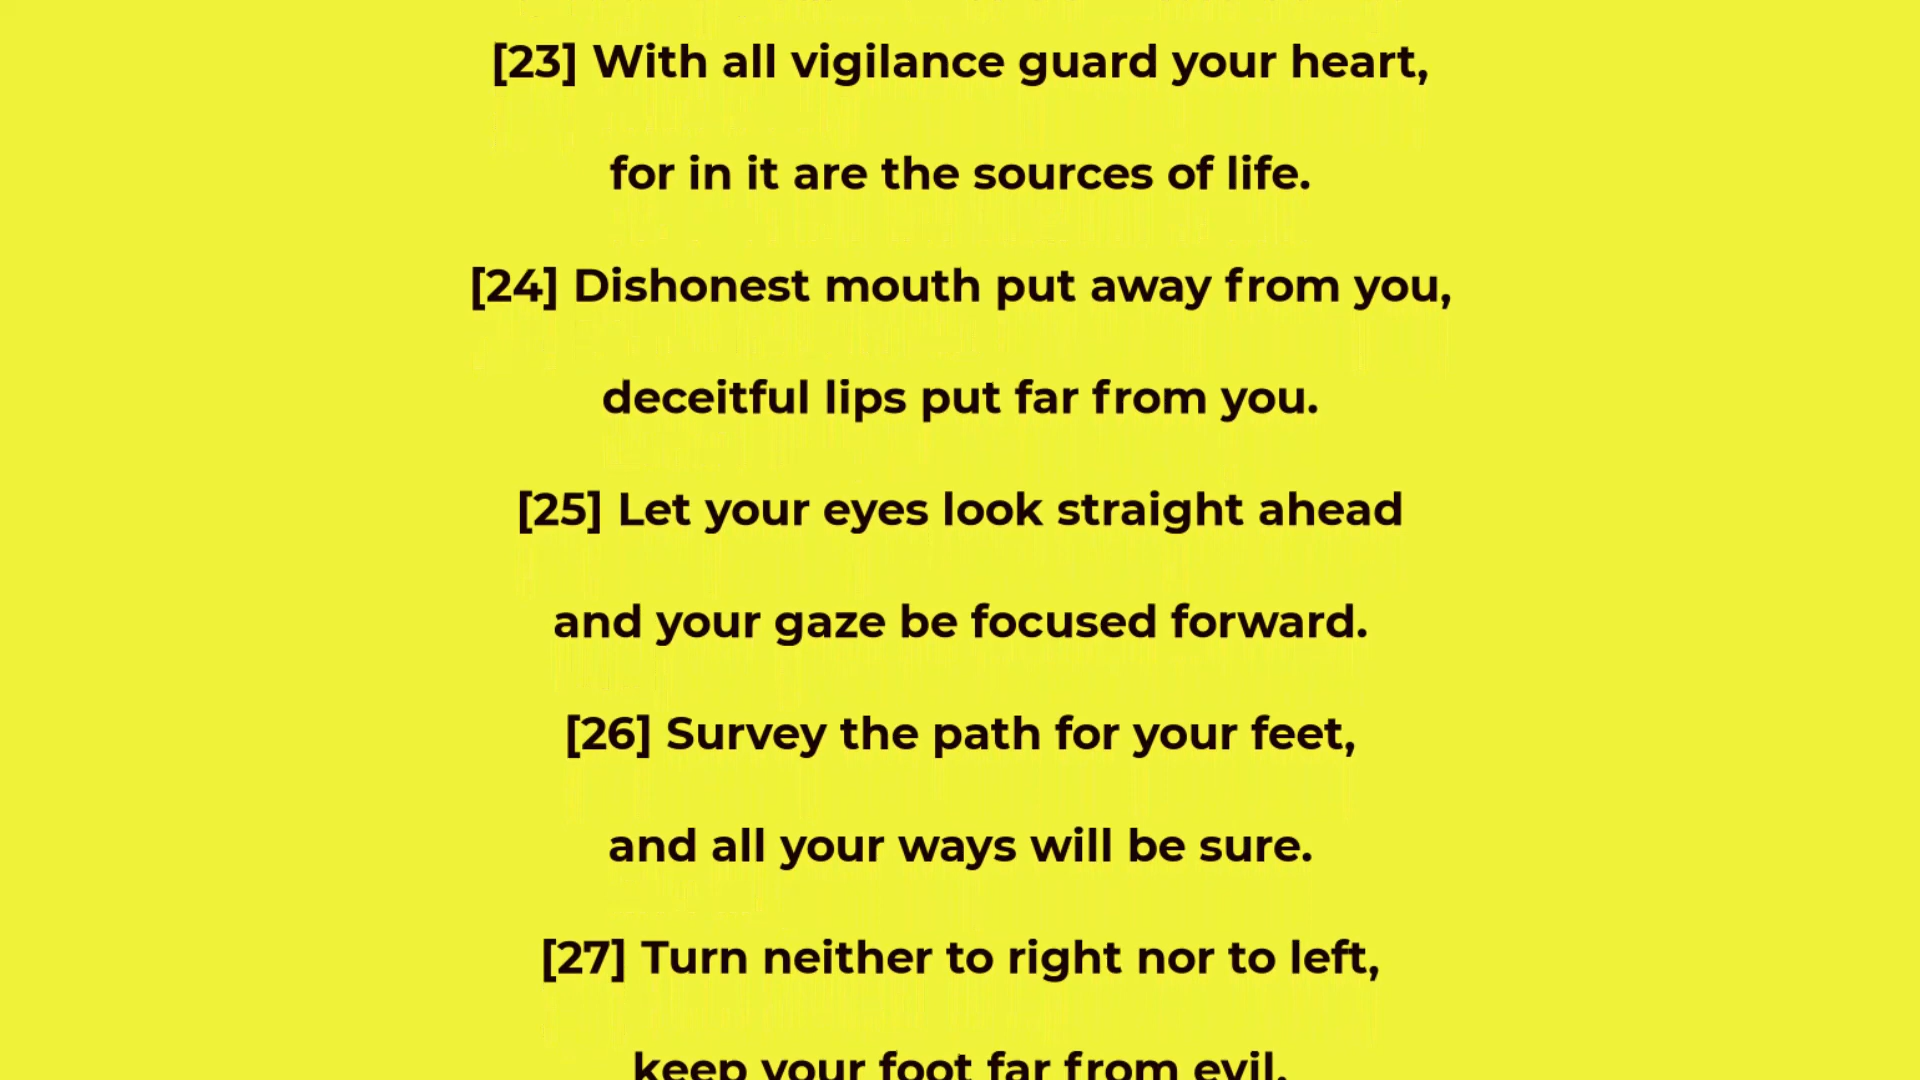 [23] With all vigilance guard your heart,
for in it are the sources of life.
[24] Dishonest mouth put away from you,
deceitful lips put far from you.
[25] Let your eyes look straight ahead
and your gaze be focused forward.
[26] Survey the path for your feet,
and all your ways will be sure.
[27] Turn neither to right nor to left,
keep your foot far from evil.